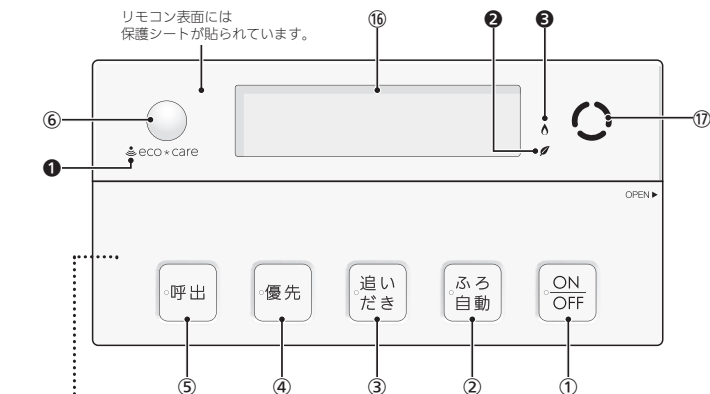 リモコン表面には
保護シートが貼られています。
⑯
❷
❸
⑥
⑰
❶
eco★care
OPEN▶
呼出
優先
追い
だき
ふろ
自動
ON
OFF
⑤
④
③
②
①